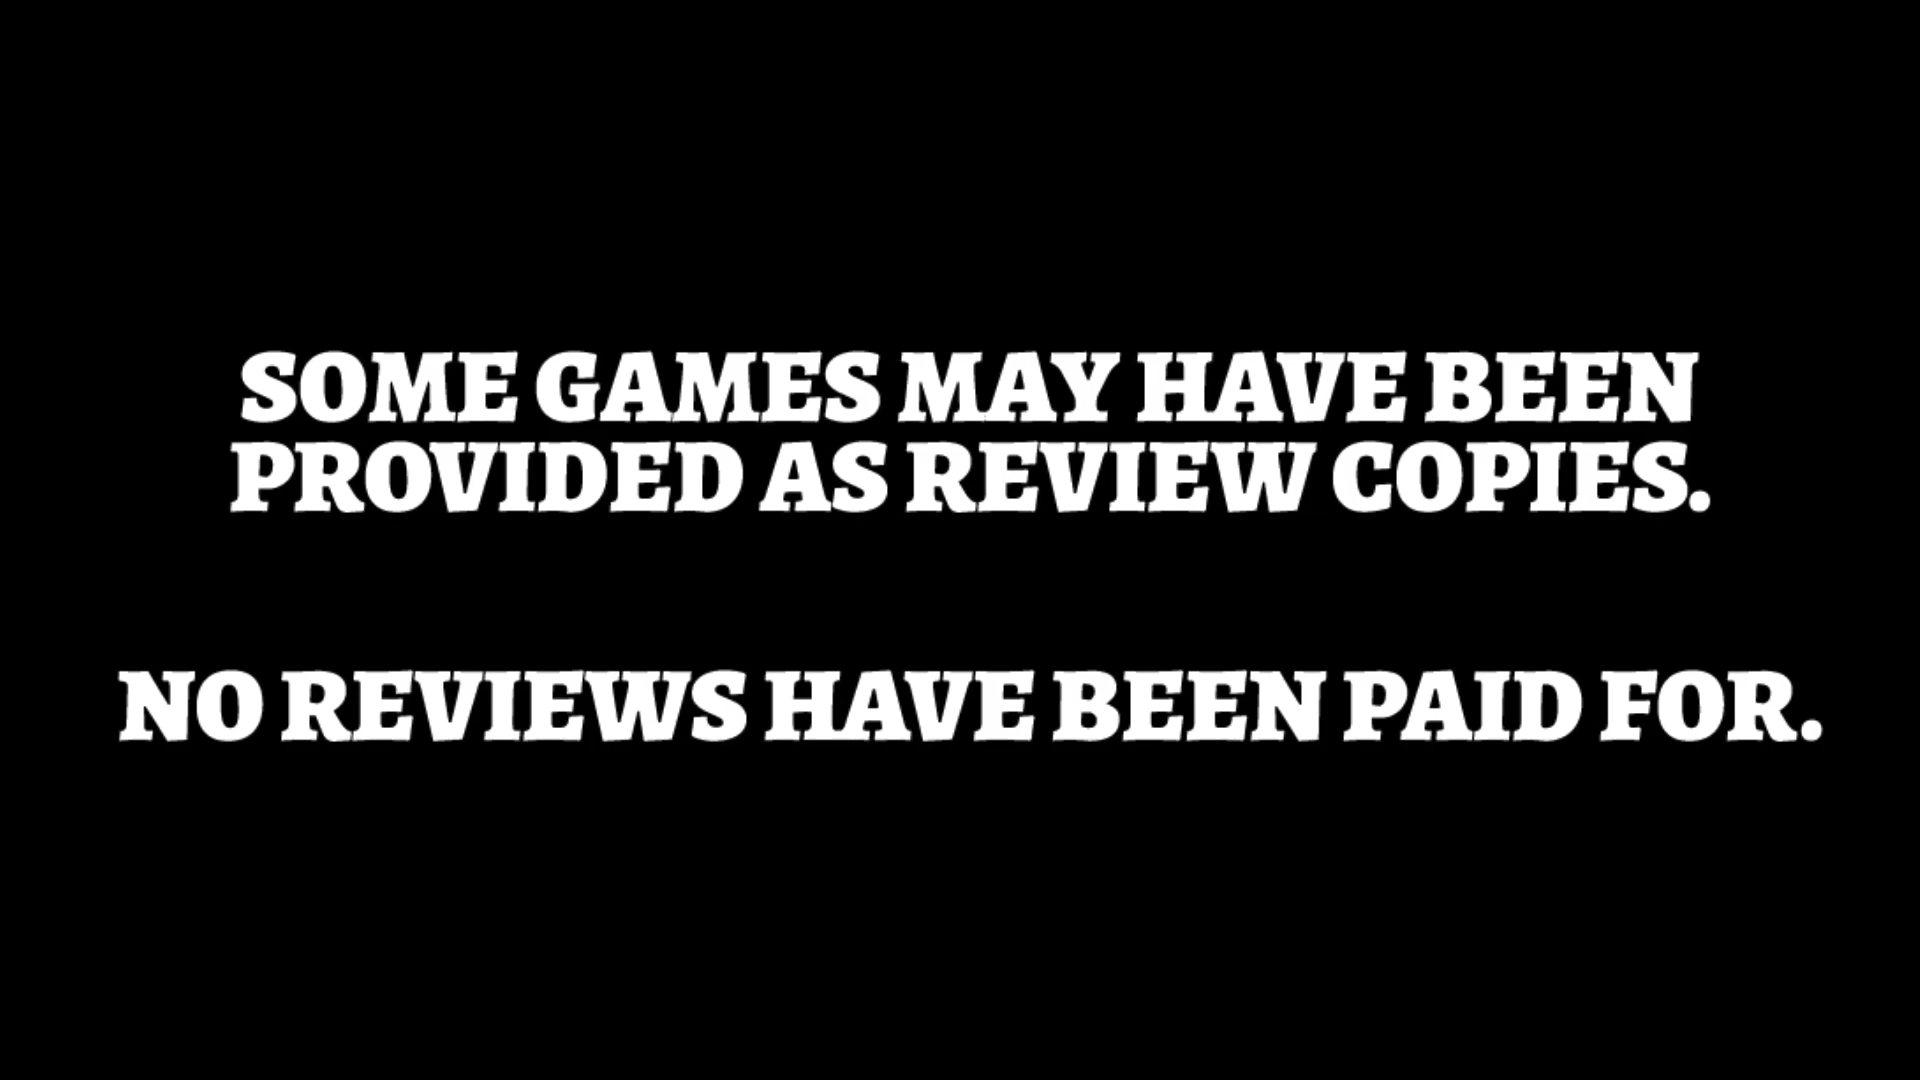 SOME GAMES MAY HAVE BEEN
PROVIDED AS REVIEW COPIES.
NO REVIEWS HAVE BEEN PAID FOR.